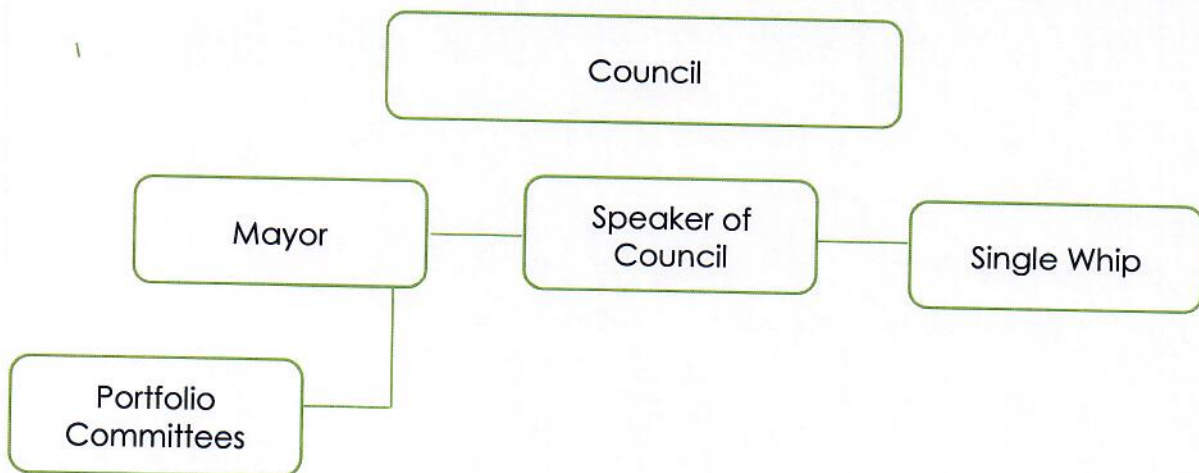 Council
Mayor
Speaker of
Council
Single Whip
Portfolio
Committees